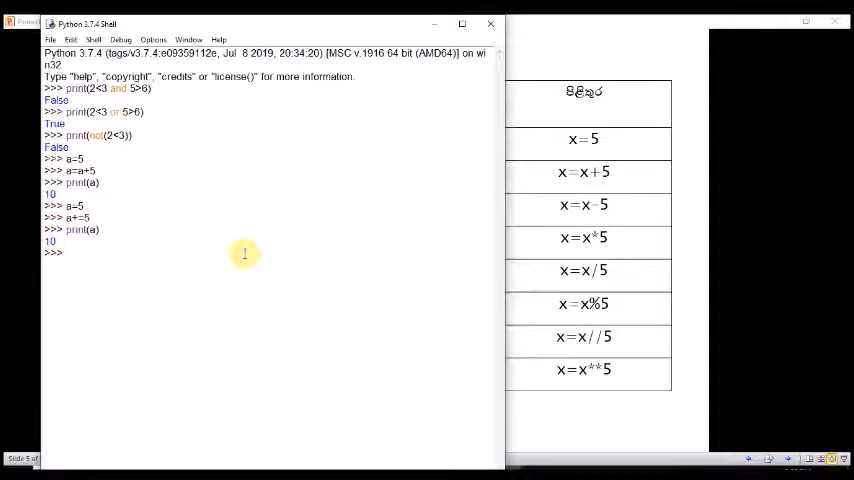 Python 3.7.4 Shell
File Edit Shell Debug Options Window Help
Python 3.7.4 (tags/v3.7.4:e09359112e, Jul  8 2019, 20:34:20) [MSC v.1916 64 bit (AMD64)] on wi
n32
Type "help", "copyright", "credits" or "license()" for more information.
>>> print(2<3 and 5>6)
False
>>> print(2<3 or 5>6)
True
>>> print(not(2<3))
False
>>> a=5
>>> a=a+5
>>> print(a)
10
>>> a=5
>>> a+=5
>>> print(a)
10
>>>
පිළිතුර
x=5
x=x+5
x=x-5
x=x*5
x=x/5
x=x%5
x=x//5
x=x**5
Slide 5 of